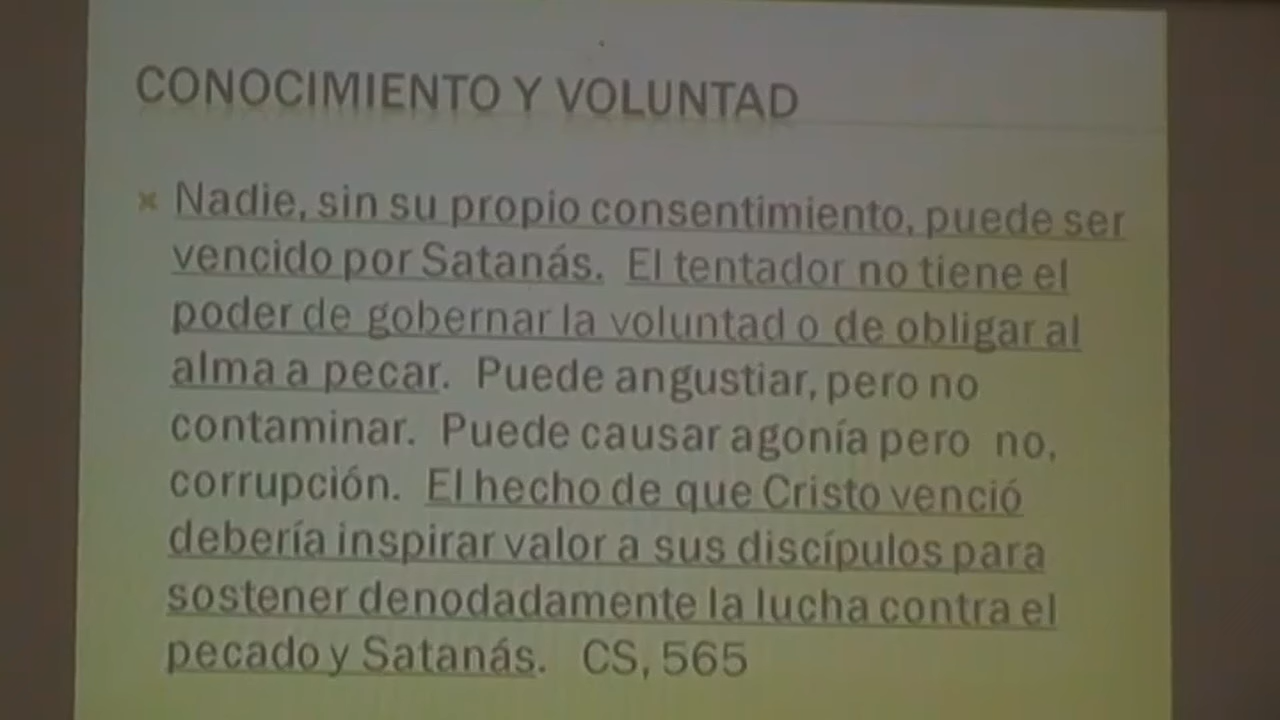 CONOCIMIENTO Y VOLUNTAD
Nadie, sin su propio consentimiento, puede ser
vencido por Satanás. El tentador no tiene el
poder de gobernar la voluntad o de obligar al
alma a pecar. Puede angustiar, pero no
contaminar. Puede causar agonía pero no,
corrupción. El hecho de que Cristo venció
debería inspirar valor a sus discípulos para
sostener denodadamente la lucha contra el
pecado y Satanás. CS, 565